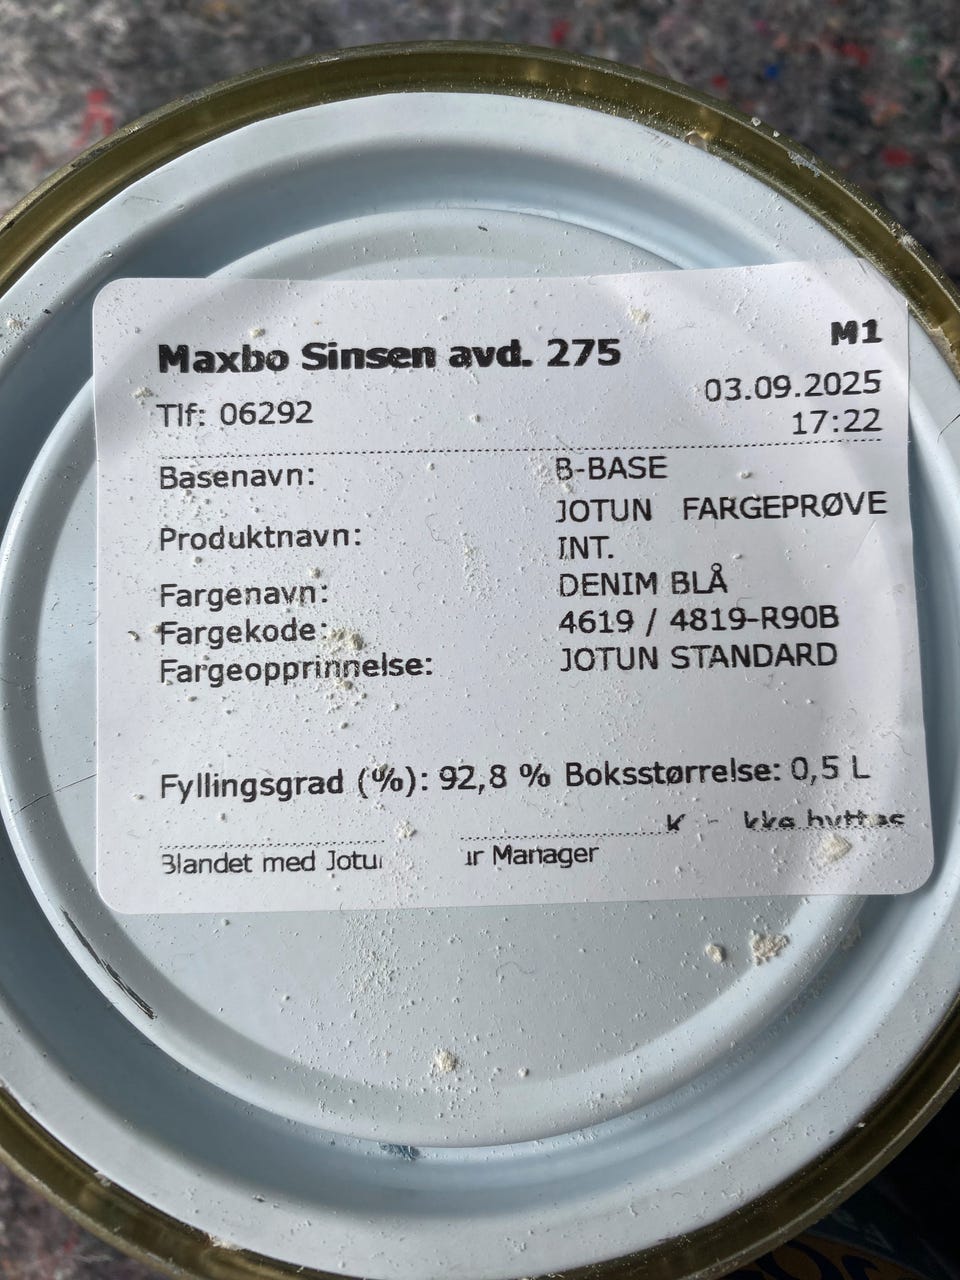 Maxbo Sinsen avd. 275
M1
Tlf: 06292
03.09.2025
17:22
Basenavn: B-BASE
Produktnavn: JOTUN FARGEPRØVE
INT.
Fargenavn: DENIM BLÅ
Fargekode: 4619 / 4819-R90B
Fargeopprinnelse: JOTUN STANDARD
Fyllingsgrad (%): 92,8 % Boksstørrelse: 0,5 L
Blandet med Manager